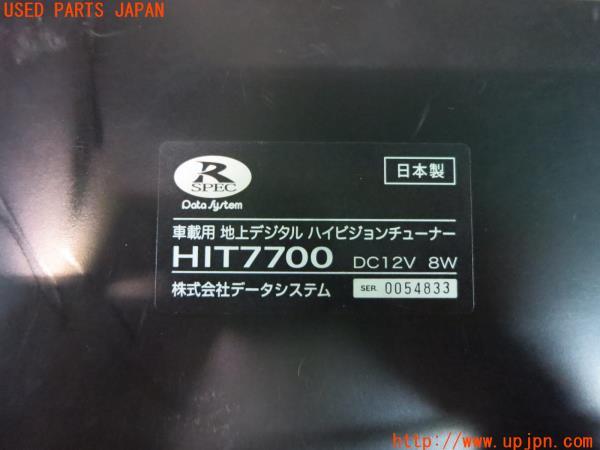 USED PARTS JAPAN
R
SPEC
Data System
日本製
車載用 地上デジタル ハイビジョンチューナー
HIT7700 DC12V 8W
株式会社データシステム SER. 0054833
http://www.upjpn.com/